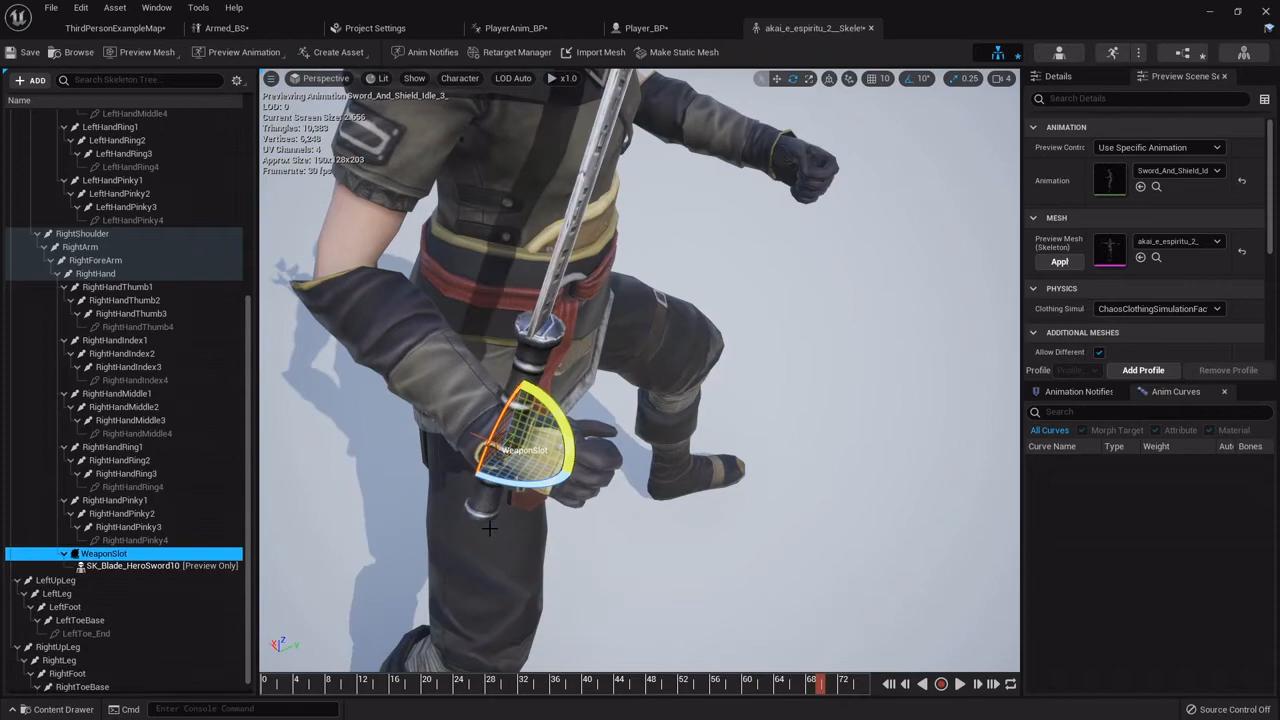 File Edit Asset Window Tools Help
ThirdPersonExampleMap•
Armed_BS•
Project Settings
PlayerAnim_BP•
Player_BP•
akai_e_espiritu_2__Skele•
Save
Browse
Preview Mesh
Preview Animation
Create Asset
Anim Notifies
Retarget Manager
Import Mesh
Make Static Mesh
ADD
Search Skeleton Tree...
Name
LeftHandMiddle4
LeftHandRing1
LeftHandRing2
LeftHandRing3
LeftHandRing4
LeftHandPinky1
LeftHandPinky2
LeftHandPinky3
LeftHandPinky4
RightShoulder
RightArm
RightForeArm
RightHand
RightHandThumb1
RightHandThumb2
RightHandThumb3
RightHandThumb4
RightHandIndex1
RightHandIndex2
RightHandIndex3
RightHandIndex4
RightHandMiddle1
RightHandMiddle2
RightHandMiddle3
RightHandMiddle4
RightHandRing1
RightHandRing2
RightHandRing3
RightHandRing4
RightHandPinky1
RightHandPinky2
RightHandPinky3
RightHandPinky4
WeaponSlot
SK_Blade_HeroSword10 [Preview Only]
LeftUpLeg
LeftLeg
LeftFoot
LeftToeBase
LeftToe_End
RightUpLeg
RightLeg
RightFoot
RightToeBase
Perspective Lit Show Character LOD Auto x1.0 10 10° 0.25 4
Previewing Animation Sword_And_Shield_Idle_3_
LOD: 0
Current Screen Size: 2.656
Triangles: 10,383
Vertices: 6,248
UV Channels: 4
Approx Size: 190x128x203
Framerate: 30 fps
WeaponSlot
X Z Y
0 4 8 12 16 20 24 28 32 36 40 44 48 52 56 60 64 68 72
Details
Preview Scene Se
Search Details
ANIMATION
Preview Contrc
Use Specific Animation
Animation
Sword_And_Shield_Id
MESH
Preview Mesh
(Skeleton)
akai_e_espiritu_2_
Appl
PHYSICS
Clothing Simul
ChaosClothingSimulationFac
ADDITIONAL MESHES
Allow Different
Profile
Profile_
Add Profile
Remove Profile
Animation Notifies
Anim Curves
Search
All Curves
Morph Target
Attribute
Material
Curve Name Type Weight Aut Bones
Content Drawer
Cmd
Enter Console Command
Source Control Off